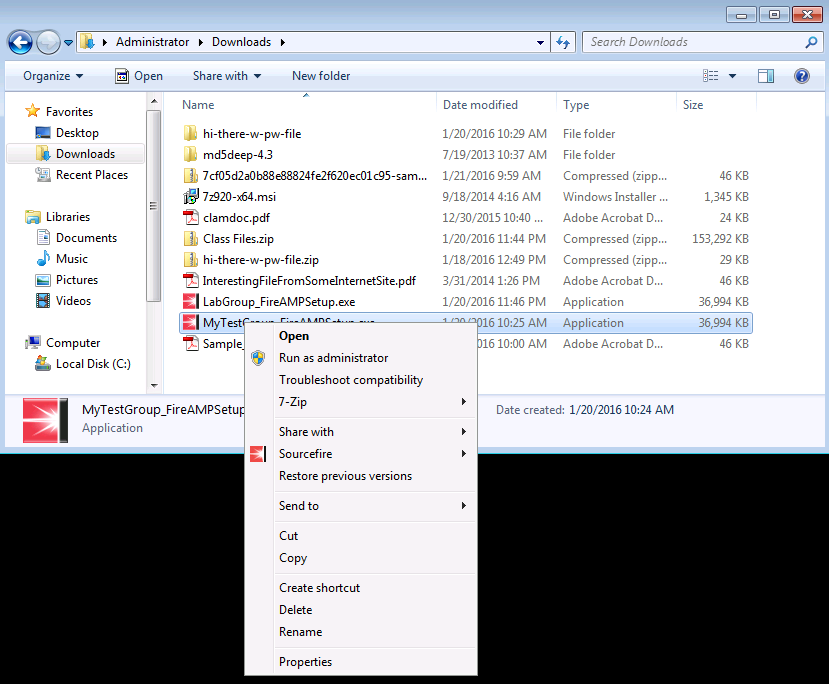 Administrator Downloads Search Downloads
Organize Open Share with New folder
Name Date modified Type Size
Favorites
Desktop
Downloads
Recent Places
Libraries
Documents
Music
Pictures
Videos
Computer
Local Disk (C:)
hi-there-w-pw-file 1/20/2016 10:29 AM File folder
md5deep-4.3 7/19/2013 10:37 AM File folder
7cf05d2a0b88e88824fe2f620ec01c95-sam... 1/21/2016 9:59 AM Compressed (zipp... 46 KB
7z920-x64.msi 9/18/2014 4:16 AM Windows Installer ... 1,345 KB
clamdoc.pdf 12/30/2015 10:40 ... Adobe Acrobat D... 24 KB
Class Files.zip 1/20/2016 11:44 PM Compressed (zipp... 153,292 KB
hi-there-w-pw-file.zip 1/18/2016 12:49 PM Compressed (zipp... 29 KB
InterestingFileFromSomeInternetSite.pdf 3/31/2014 1:26 PM Adobe Acrobat D... 46 KB
LabGroup_FireAMPSetup.exe 1/20/2016 11:46 PM Application 36,994 KB
MyTestGroup_FireAMPSetup.exe 1/20/2016 10:25 AM Application 36,994 KB
Sample_ 2016 10:00 AM Adobe Acrobat D... 46 KB
MyTestGroup_FireAMPSetup Date created: 1/20/2016 10:24 AM
Application
Open
Run as administrator
Troubleshoot compatibility
7-Zip
Share with
Sourcefire
Restore previous versions
Send to
Cut
Copy
Create shortcut
Delete
Rename
Properties